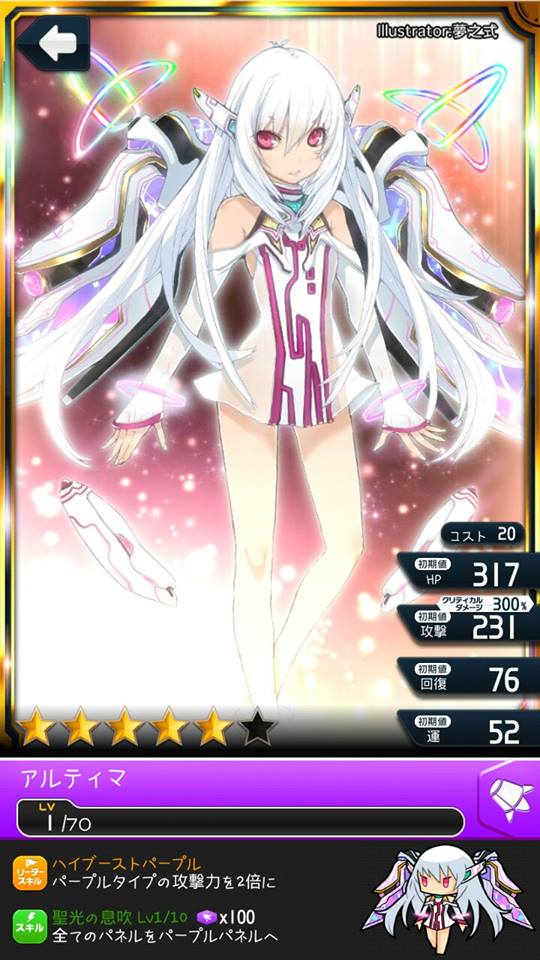 Illustrator:夢之式
コスト 20
初期値
HP 317
クリティカル
ダメージ 300%
初期値
攻撃 231
初期値
回復 76
初期値
運 52
アルティマ
LV
1/70
リーダー
スキル
ハイブーストパープル
パープルタイプの攻撃力を2倍に
スキル
聖光の息吹 Lv1/10 x100
全てのパネルをパープルパネルへ